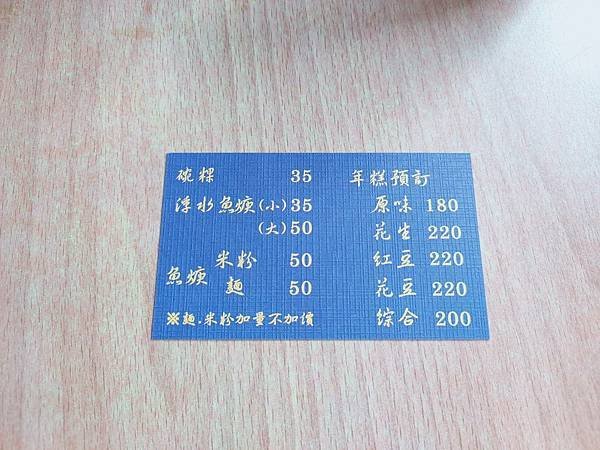 碗粿 35
浮水魚焿(小)35
(大)50
魚焿 米粉 50
麵 50
※麵.米粉加量不加價
年糕預訂
原味 180
花生 220
紅豆 220
花豆 220
綜合 200